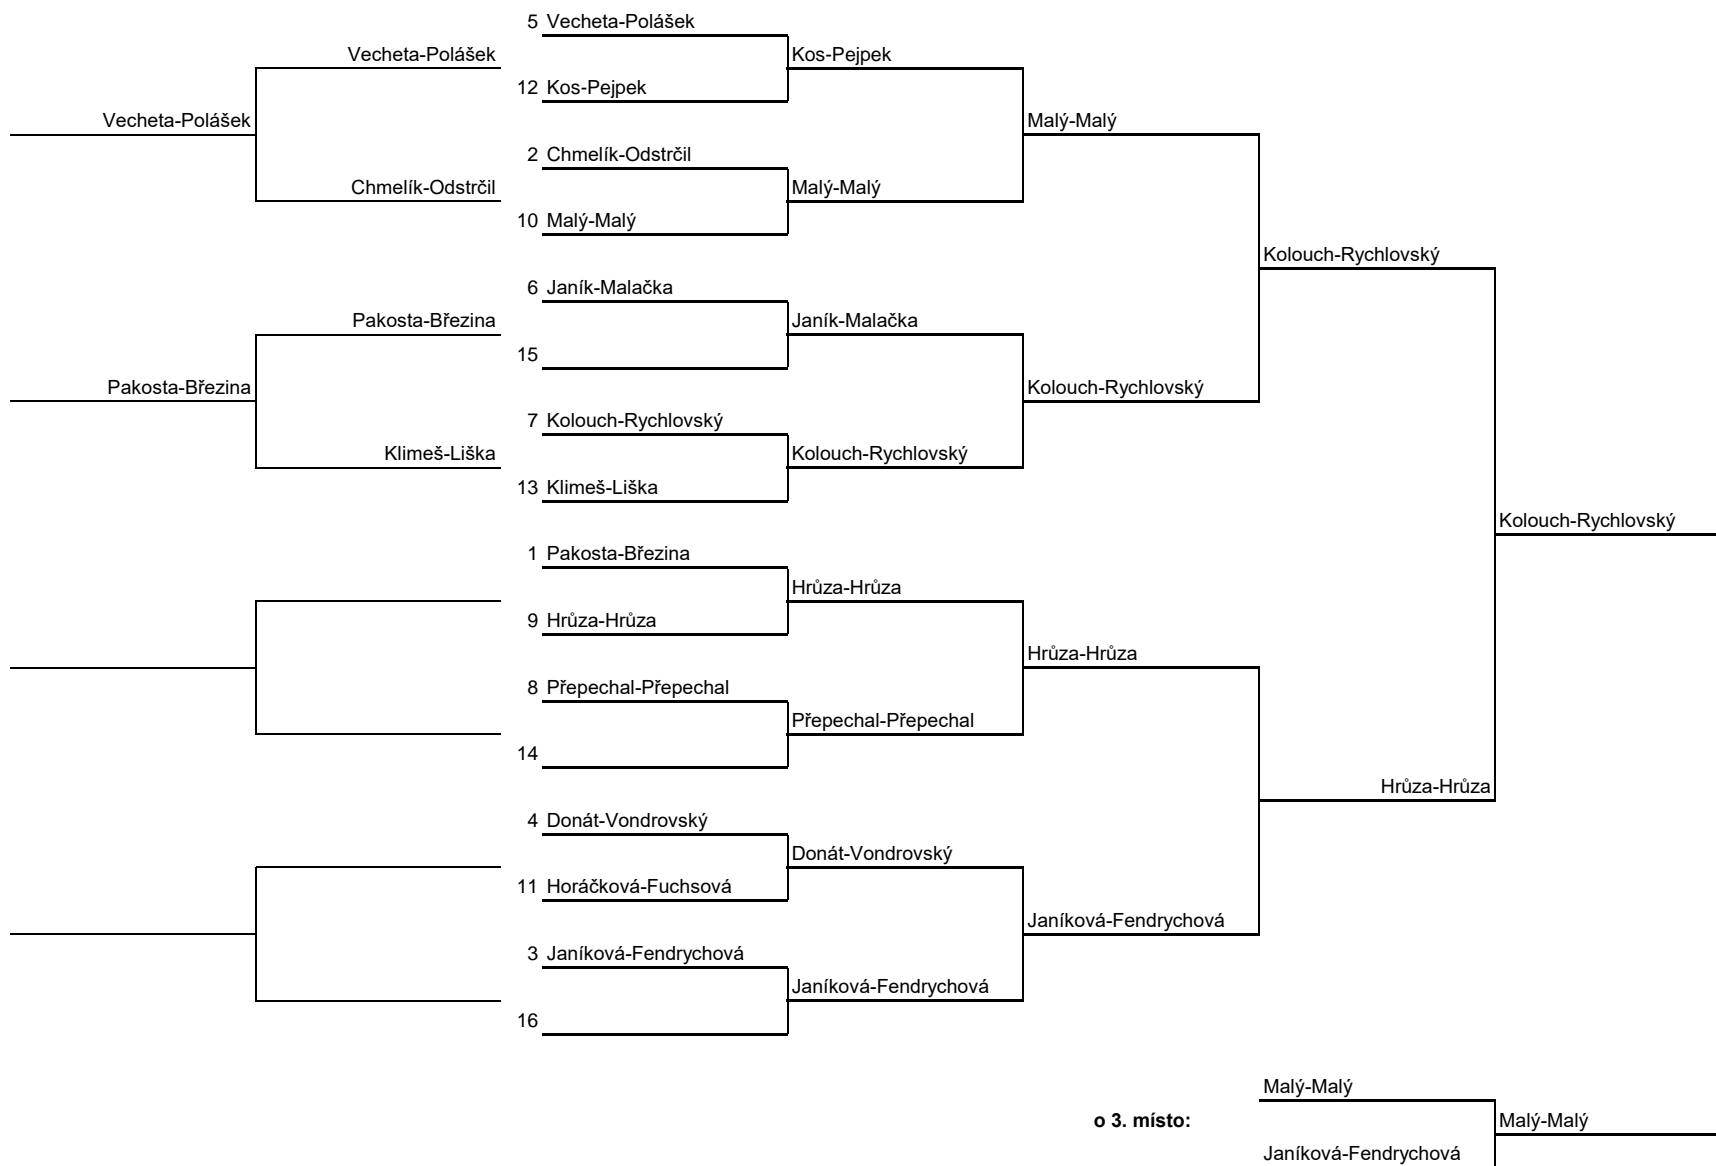 5 Vecheta-Polášek
Vecheta-Polášek
Kos-Pejpek
12 Kos-Pejpek
Vecheta-Polášek
Malý-Malý
2 Chmelík-Odstrčil
Chmelík-Odstrčil
Malý-Malý
10 Malý-Malý
Kolouch-Rychlovský
6 Janík-Malačka
Pakosta-Březina
Janík-Malačka
15
Pakosta-Březina
Kolouch-Rychlovský
7 Kolouch-Rychlovský
Klimeš-Liška
Kolouch-Rychlovský
13 Klimeš-Liška
Kolouch-Rychlovský
1 Pakosta-Březina
Hrůza-Hrůza
9 Hrůza-Hrůza
Hrůza-Hrůza
8 Přepechal-Přepechal
Přepechal-Přepechal
14
Hrůza-Hrůza
4 Donát-Vondrovský
Donát-Vondrovský
11 Horáčková-Fuchsová
Janíková-Fendrychová
3 Janíková-Fendrychová
Janíková-Fendrychová
16
Malý-Malý
o 3. místo:
Malý-Malý
Janíková-Fendrychová